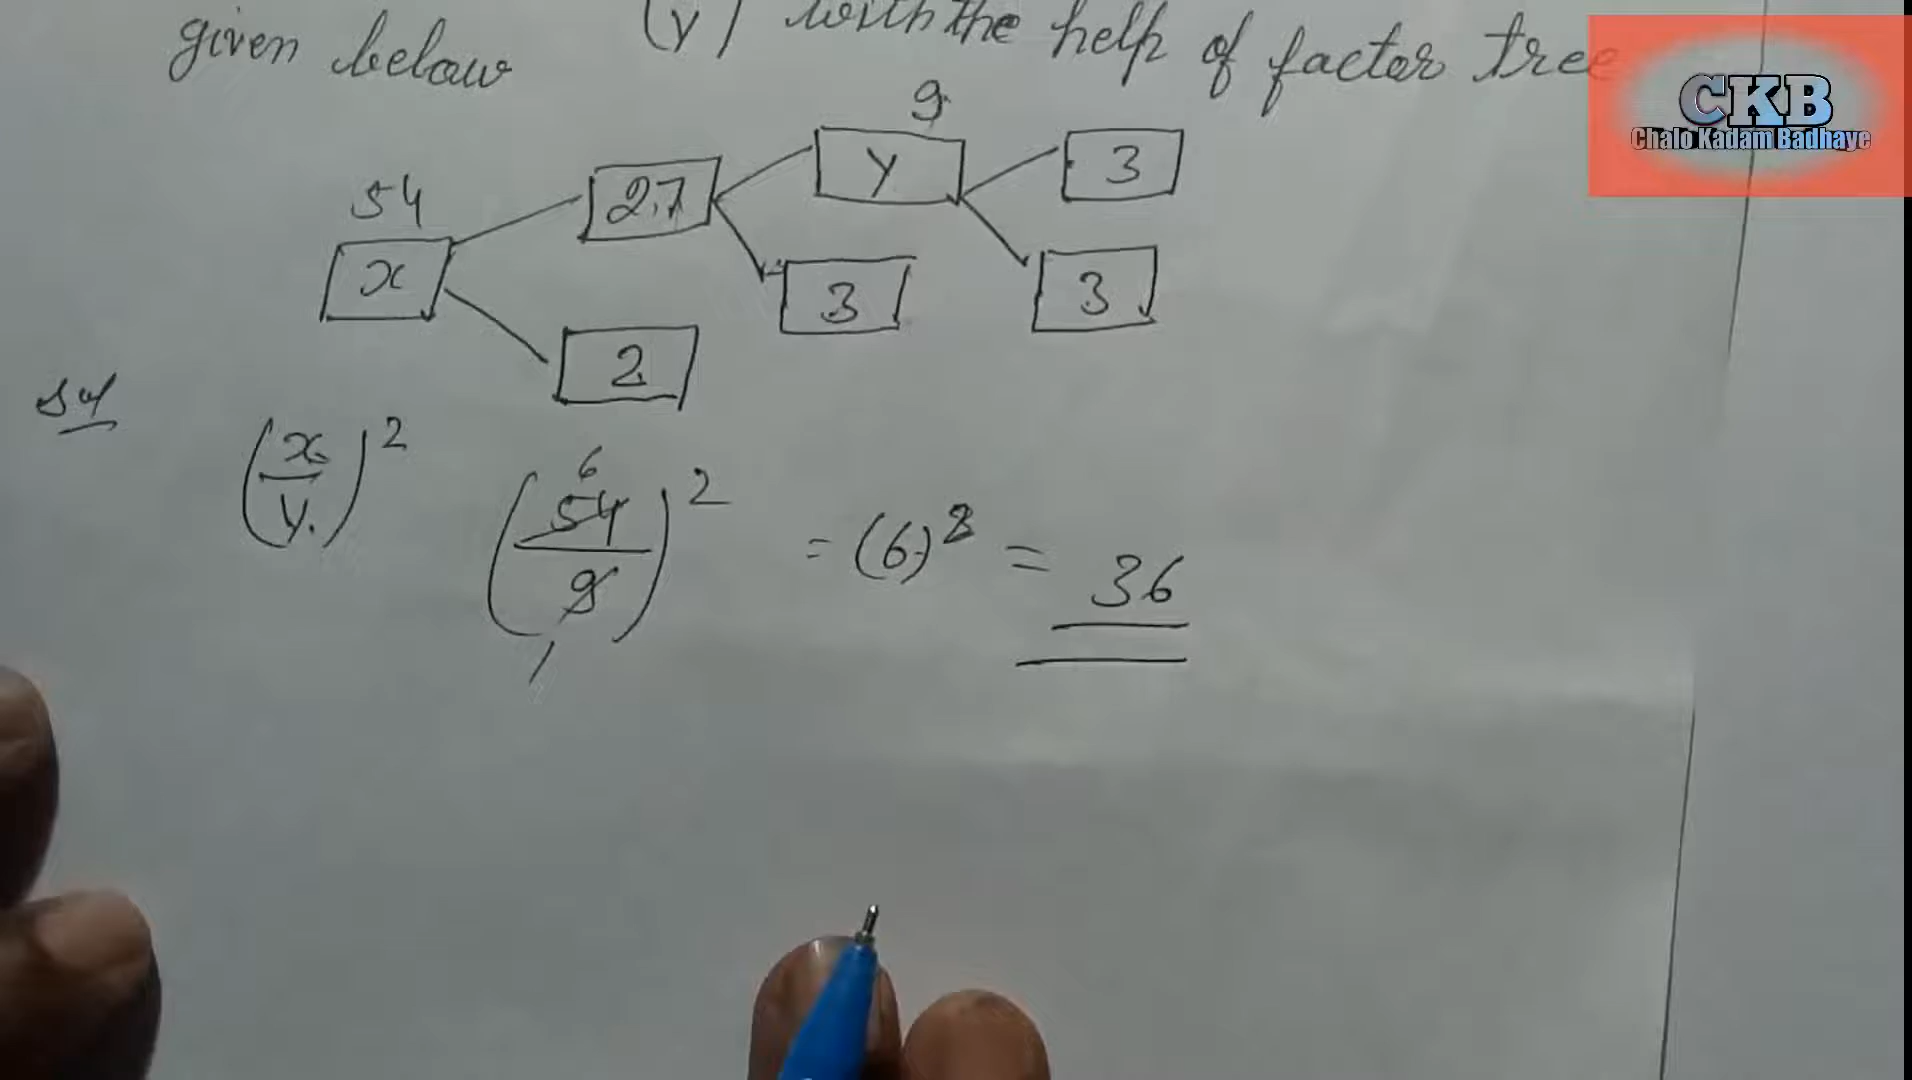 (y) with the help of factor tree
given below
CKB
Chalo Kadam Badhaye
9
54
x
27
y
3
3
3
2
Sol
(x/y)² (54/9)² = (6)² = 36
6
1